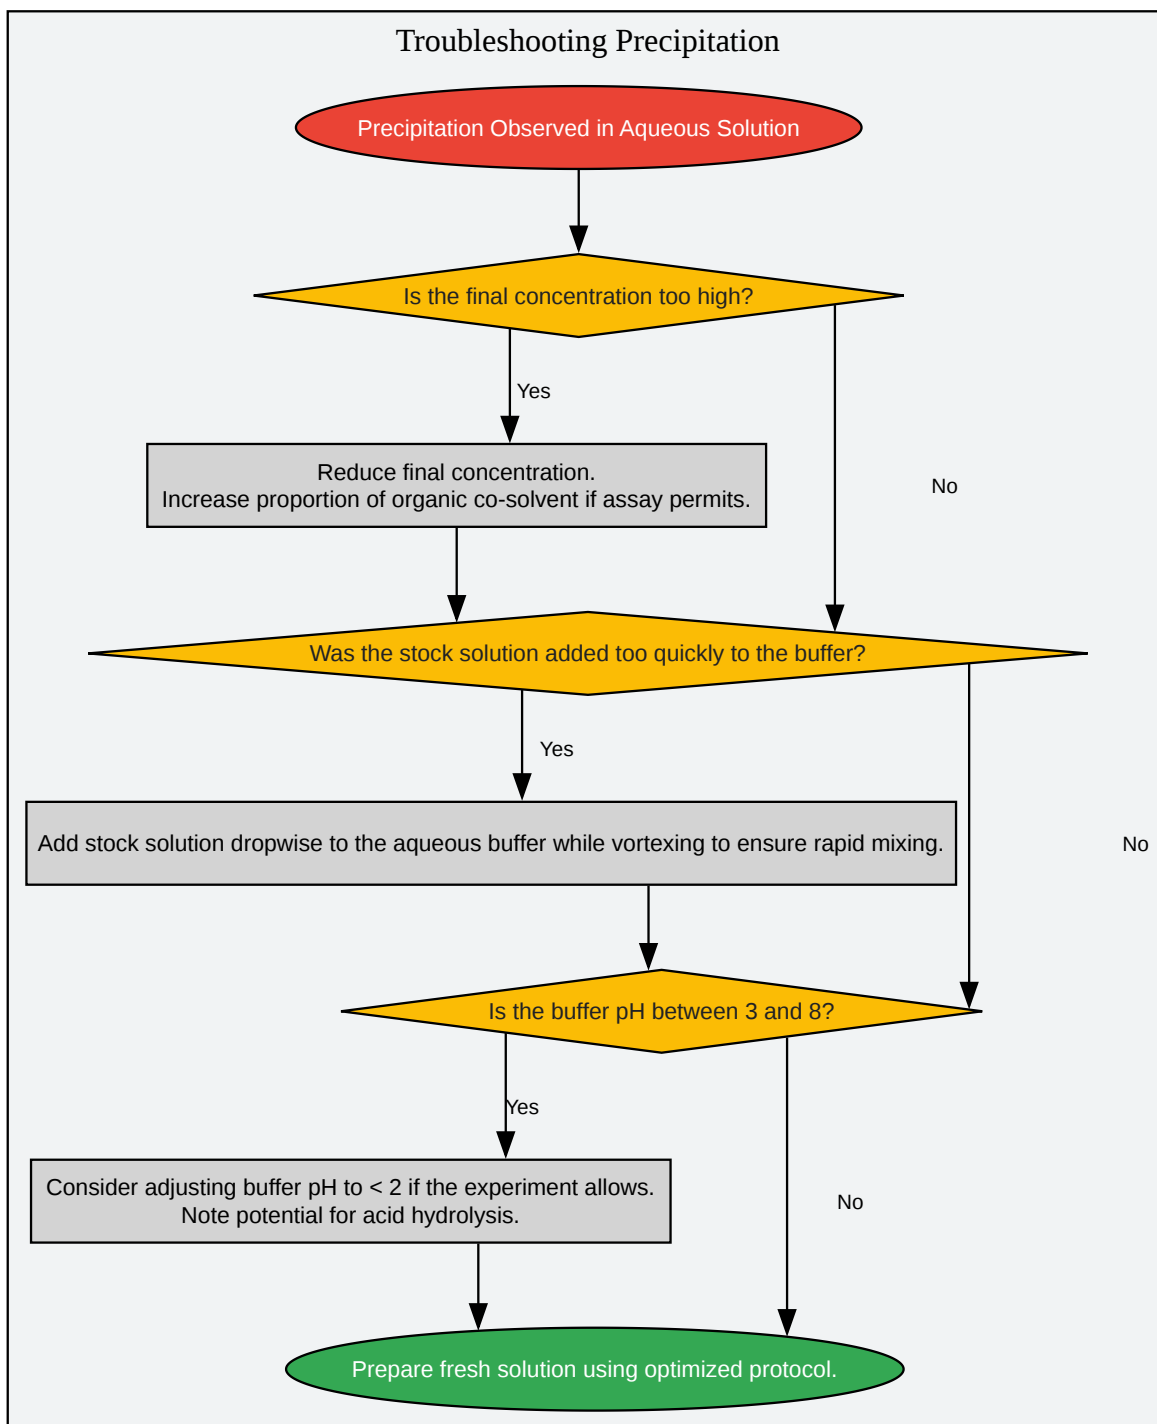 Troubleshooting Precipitation
Precipitation Observed in Aqueous Solution
Is the final concentration too high?
Yes
Reduce final concentration.
Increase proportion of organic co-solvent if assay permits.
No
Was the stock solution added too quickly to the buffer?
Yes
Add stock solution dropwise to the aqueous buffer while vortexing to ensure rapid mixing.
No
Is the buffer pH between 3 and 8?
Yes
Consider adjusting buffer pH to < 2 if the experiment allows.
Note potential for acid hydrolysis.
No
Prepare fresh solution using optimized protocol.